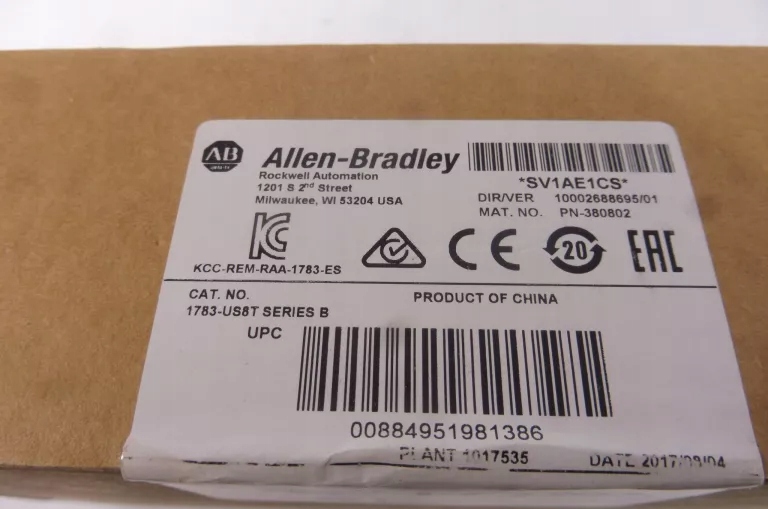 AB
Allen-Bradley
Rockwell Automation
1201 S 2nd Street
Milwaukee, WI 53204 USA
*SV1AE1CS*
DIR/VER 10002688695/01
MAT. NO. PN-380802
KCC-REM-RAA-1783-ES
CE
20
EAC
CAT. NO.
1783-US8T SERIES B
PRODUCT OF CHINA
UPC
00884951981386
PLANT 1017535
DATE 2017/08/04